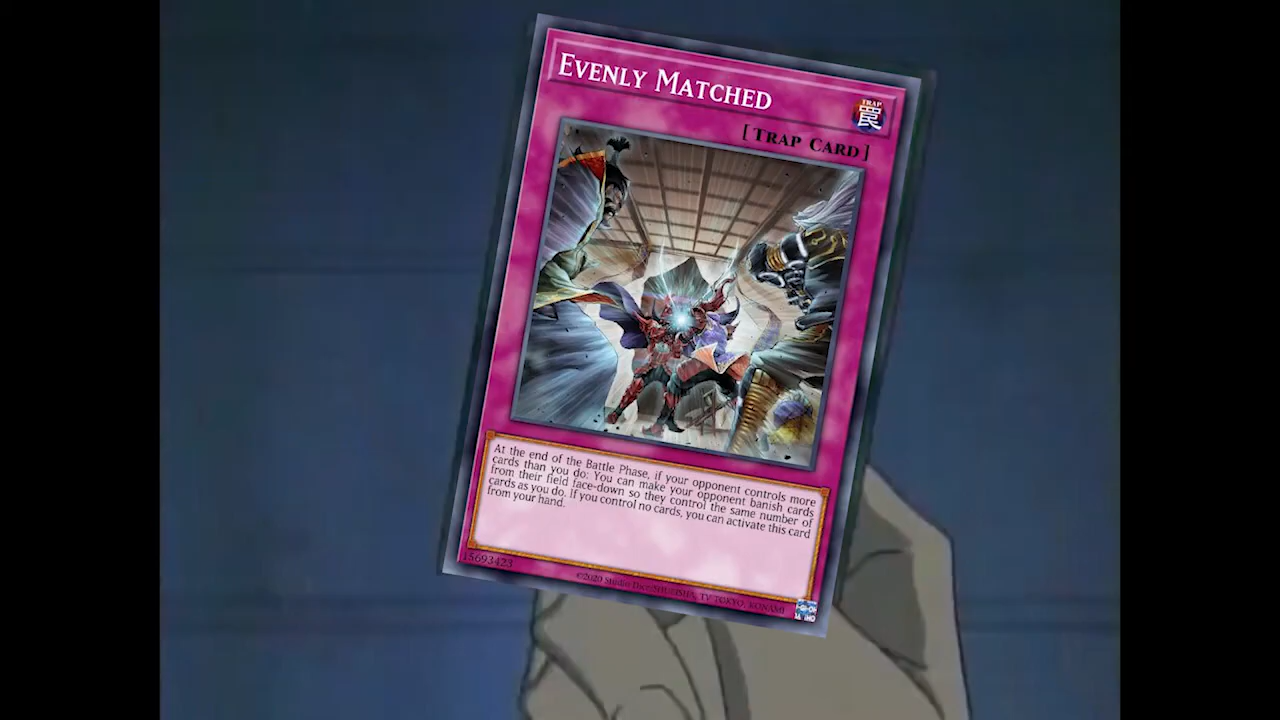 EVENLY MATCHED
TRAP
罠
[TRAP CARD]
At the end of the Battle Phase, if your opponent controls more
cards than you do: You can make your opponent banish cards
from their field face-down so they control the same number of
cards as you do. If you control no cards, you can activate this card
from your hand.
15693423
©2020 Studio Dice/SHUEISHA, TV TOKYO, KONAMI